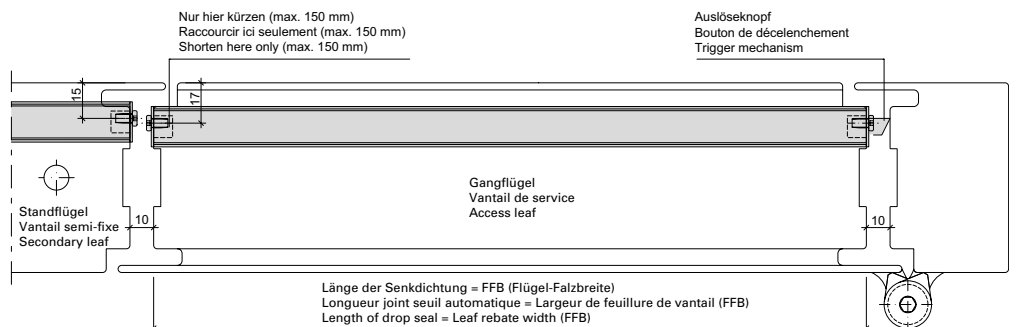 Nur hier kürzen (max. 150 mm)
Raccourcir ici seulement (max. 150 mm)
Shorten here only (max. 150 mm)
Auslöseknopf
Bouton de décelenchement
Trigger mechanism
15
17
Gangflügel
Vantail de service
Access leaf
Standflügel
Vantail semi-fixe
Secondary leaf
10
10
Länge der Senkdichtung = FFB (Flügel-Falzbreite)
Longueur joint seuil automatique = Largeur de feuillure de vantail (FFB)
Length of drop seal = Leaf rebate width (FFB)